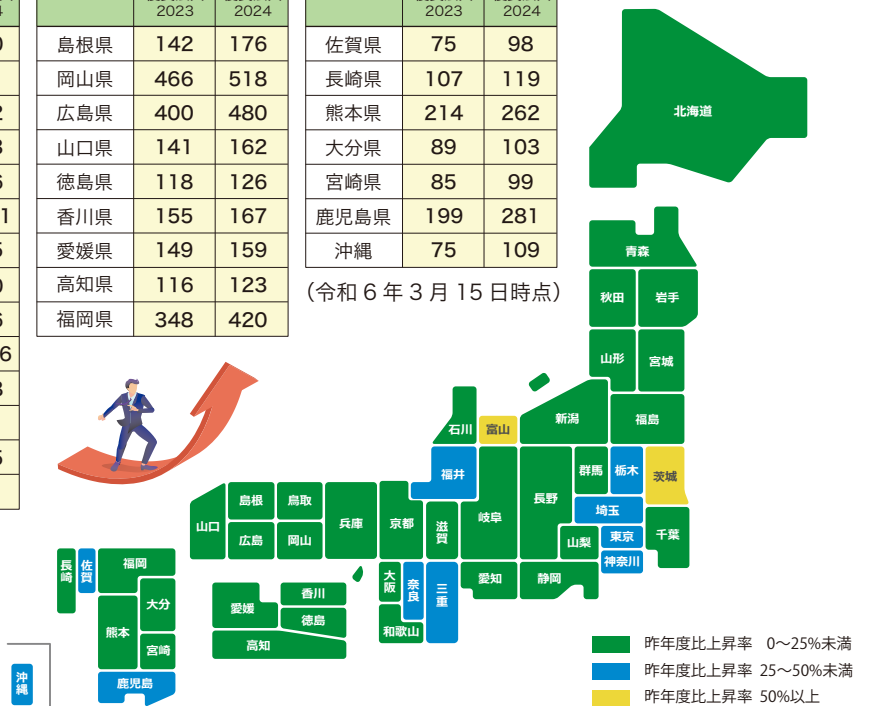 2023 2024
島根県 142 176
岡山県 466 518
広島県 400 480
山口県 141 162
徳島県 118 126
香川県 155 167
愛媛県 149 159
高知県 116 123
福岡県 348 420
2023 2024
佐賀県 75 98
長崎県 107 119
熊本県 214 262
大分県 89 103
宮崎県 85 99
鹿児島県 199 281
沖縄 75 109
（令和 6 年 3 月 15 日時点）
北海道
青森
秋田 岩手
山形 宮城
新潟 福島
石川 富山
福井 群馬 栃木 茨城
長野 埼玉
島根 鳥取 兵庫 京都 滋賀 岐阜
山口 広島 岡山 山梨 東京 千葉
神奈川
長崎 佐賀 福岡
大阪 奈良 三重 愛知 静岡
香川
愛媛 徳島
大分
熊本 和歌山
宮崎 高知
沖縄 鹿児島
昨年度比上昇率 0〜25%未満
昨年度比上昇率 25〜50%未満
昨年度比上昇率 50%以上